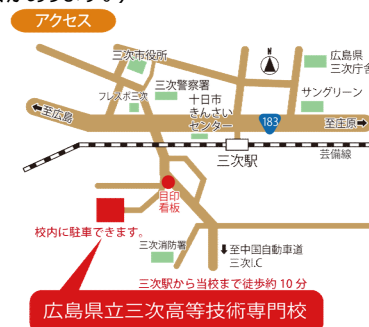 アクセス
三次市役所
広島県
三次庁舎
N
フレスポ三次
三次警察署
十日市
きんさい
センター
サングリーン
⬅至広島
183
至庄原➡
三次駅
芸備線
目印
看板
校内に駐車できます。
三次消防署
⬇至中国自動車道
三次I.C
三次駅から当校まで徒歩約10分
広島県立三次高等技術専門校